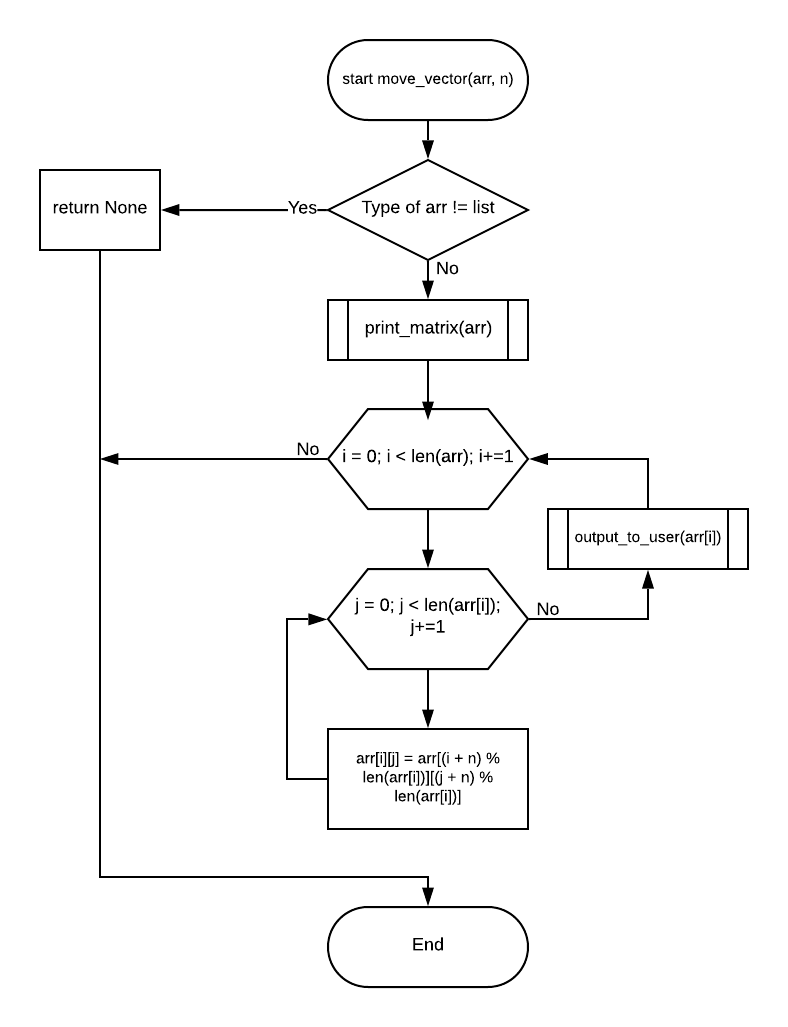 start move_vector(arr, n)
Type of arr != list
Yes
return None
No
print_matrix(arr)
i = 0; i < len(arr); i+=1
No
output_to_user(arr[i])
j = 0; j < len(arr[i]);
j+=1
No
arr[i][j] = arr[(i + n) %
len(arr[i])][(j + n) %
len(arr[i])]
End